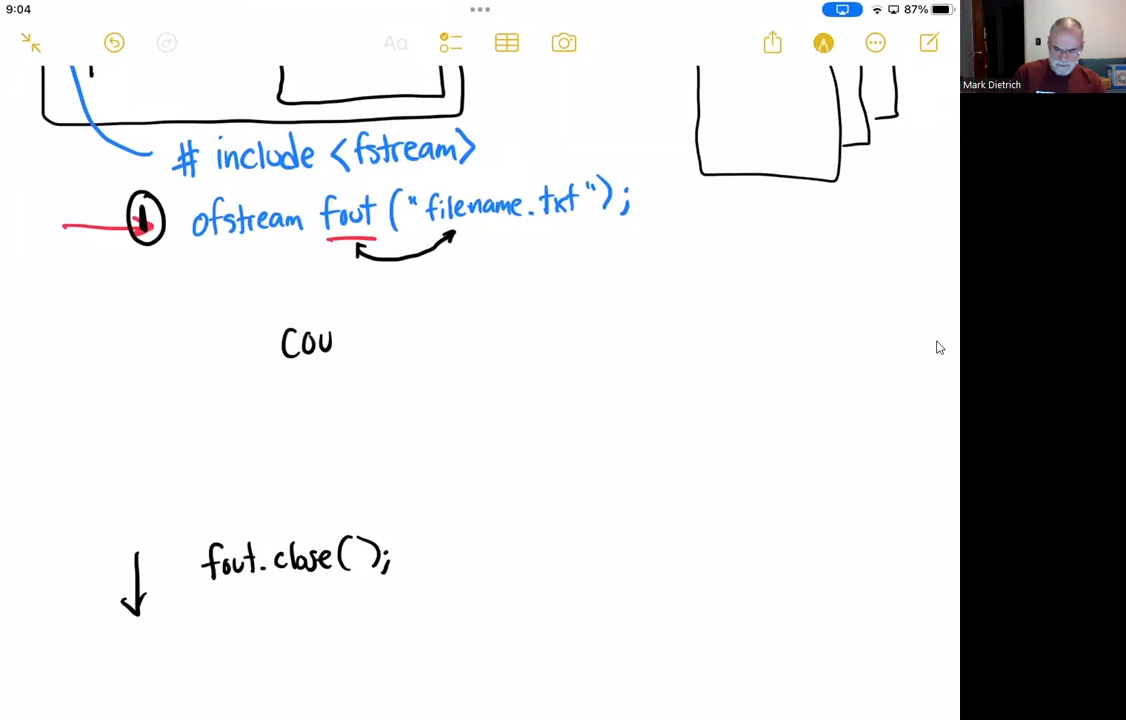 9:04
87%
Aa
Mark Dietrich
# include <fstream>
1 ofstream fout ("filename.txt");
cou
fout.close();